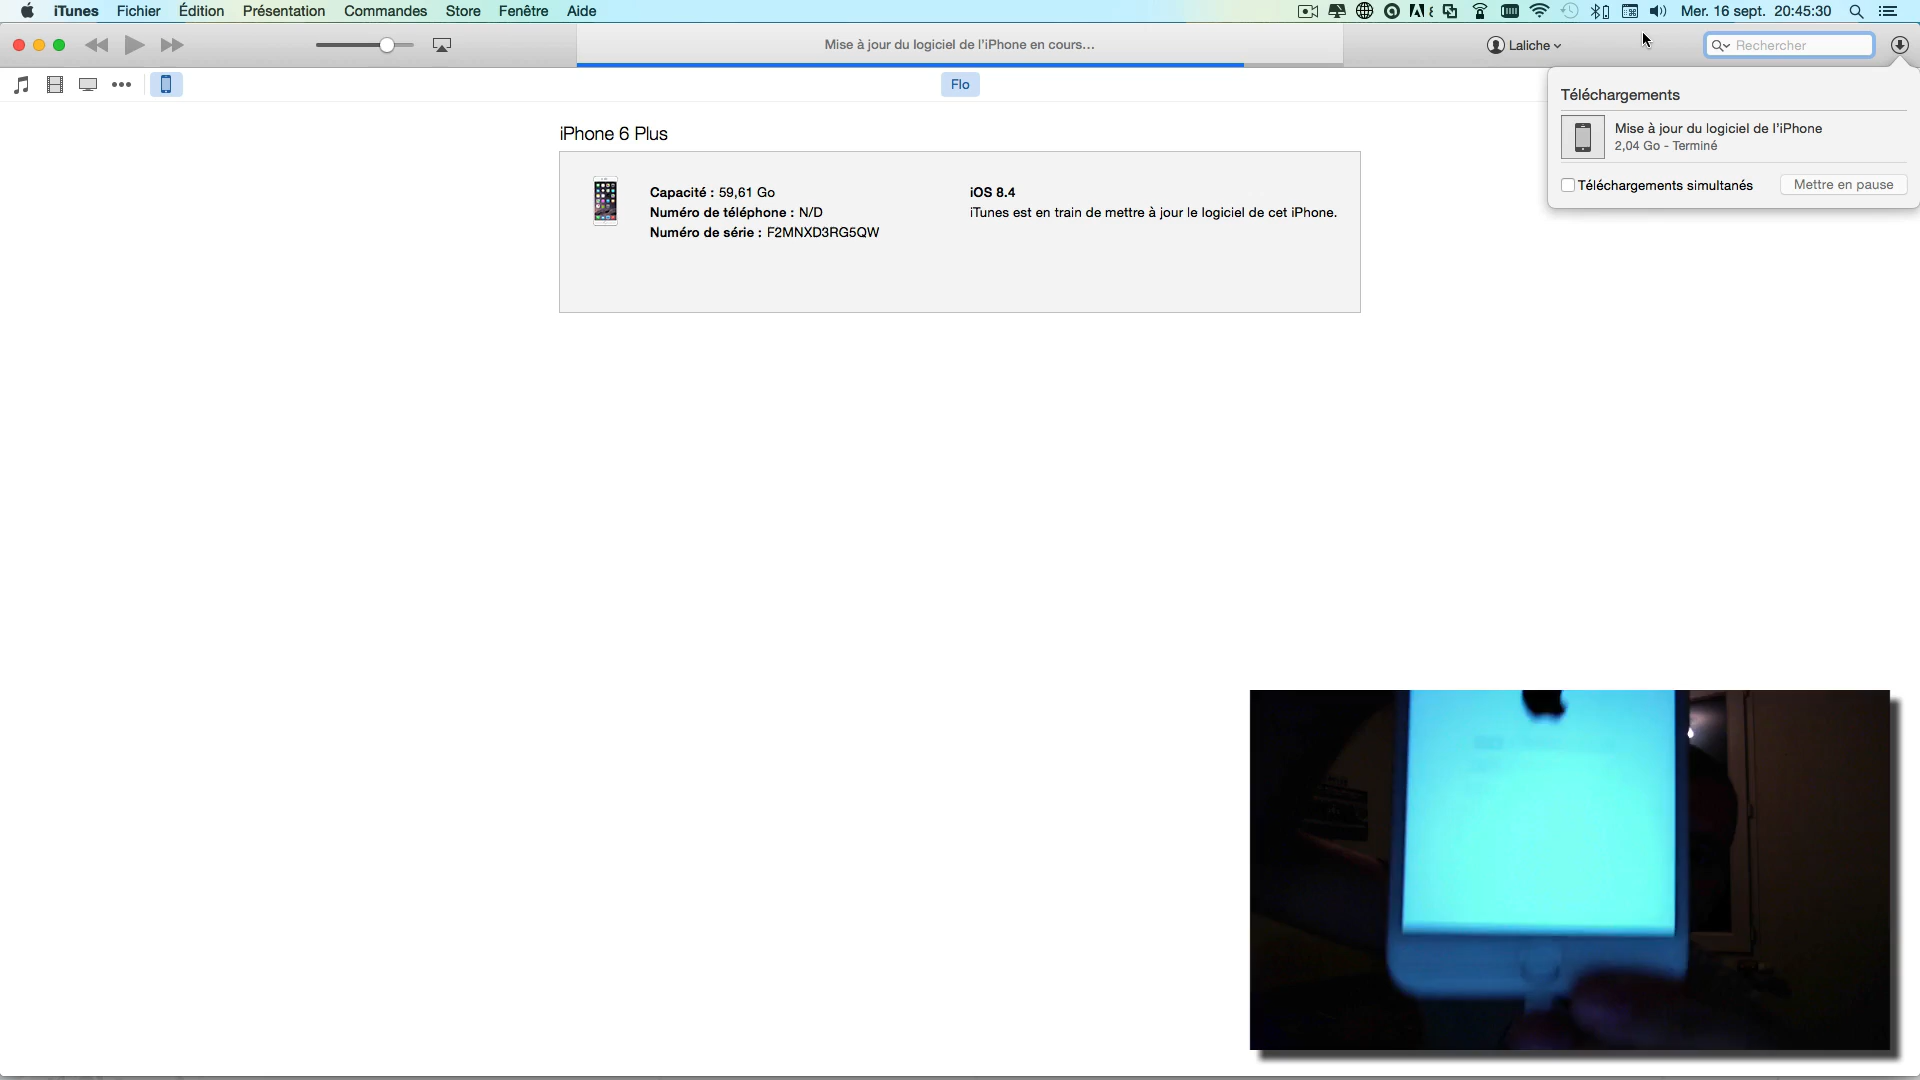 iTunes Fichier Édition Présentation Commandes Store Fenêtre Aide Mer. 16 sept. 20:45:30
Mise à jour du logiciel de l'iPhone en cours...
Laliche
Rechercher
Flo
Téléchargements
Mise à jour du logiciel de l'iPhone
2,04 Go - Terminé
Téléchargements simultanés Mettre en pause
iPhone 6 Plus
Capacité : 59,61 Go
Numéro de téléphone : N/D
Numéro de série : F2MNXD3RG5QW
iOS 8.4
iTunes est en train de mettre à jour le logiciel de cet iPhone.